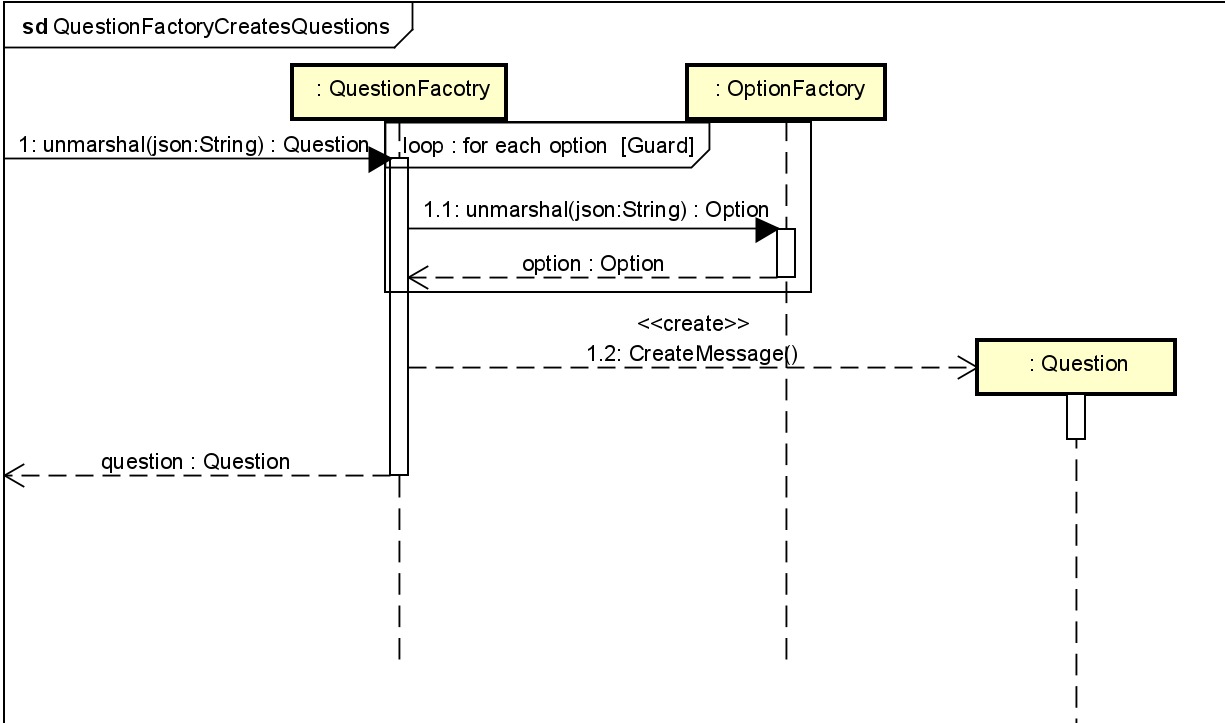 sd QuestionFactoryCreatesQuestions
: QuestionFacotry
: OptionFactory
1: unmarshal(json:String) : Question
loop : for each option [Guard]
1.1: unmarshal(json:String) : Option
option : Option
<<create>>
1.2: CreateMessage()
: Question
question : Question